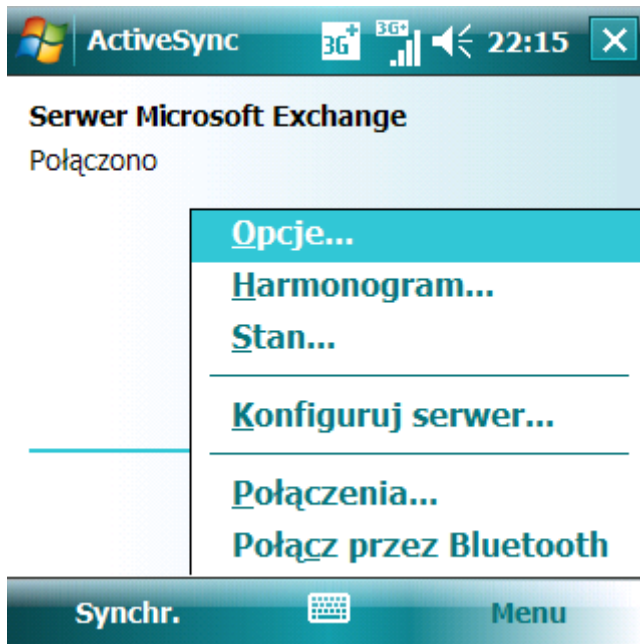 ActiveSync 3G+ 3G+ 22:15
Serwer Microsoft Exchange
Połączono
Opcje...
Harmonogram...
Stan...
Konfiguruj serwer...
Połączenia...
Połącz przez Bluetooth
Synchr. Menu